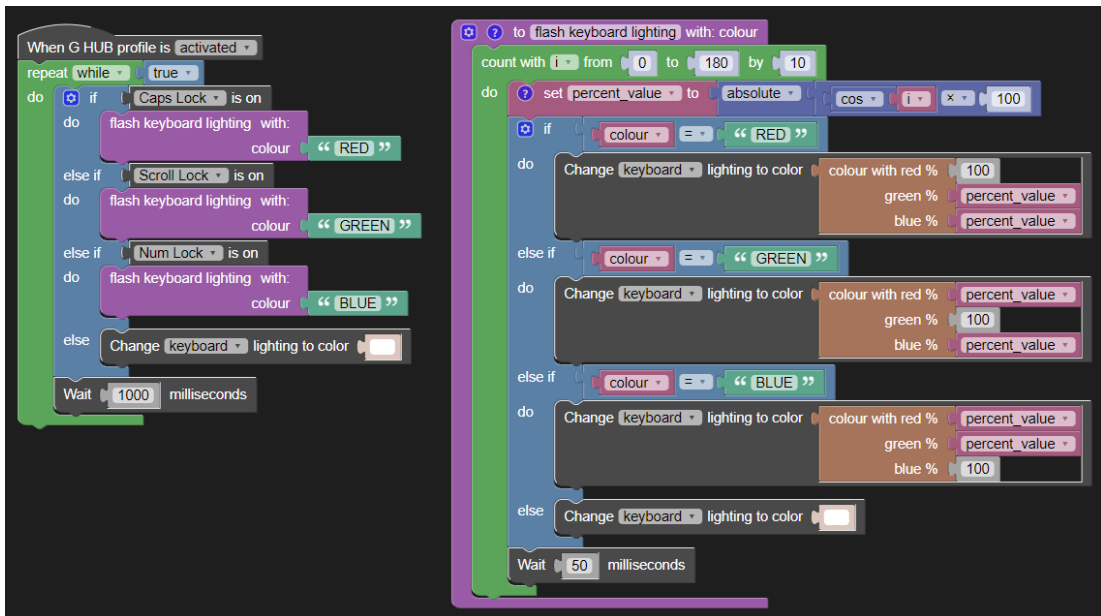 When G HUB profile is activated
repeat while true
do if Caps Lock is on
do flash keyboard lighting with:
colour “ RED ”
else if Scroll Lock is on
do flash keyboard lighting with:
colour “ GREEN ”
else if Num Lock is on
do flash keyboard lighting with:
colour “ BLUE ”
else Change keyboard lighting to color
Wait 1000 milliseconds
? to flash keyboard lighting with: colour
count with i from 0 to 180 by 10
do ? set percent_value to absolute cos i × 100
if colour = “ RED ”
do Change keyboard lighting to color colour with red % 100
green % percent_value
blue % percent_value
else if colour = “ GREEN ”
do Change keyboard lighting to color colour with red % percent_value
green % 100
blue % percent_value
else if colour = “ BLUE ”
do Change keyboard lighting to color colour with red % percent_value
green % percent_value
blue % 100
else Change keyboard lighting to color
Wait 50 milliseconds